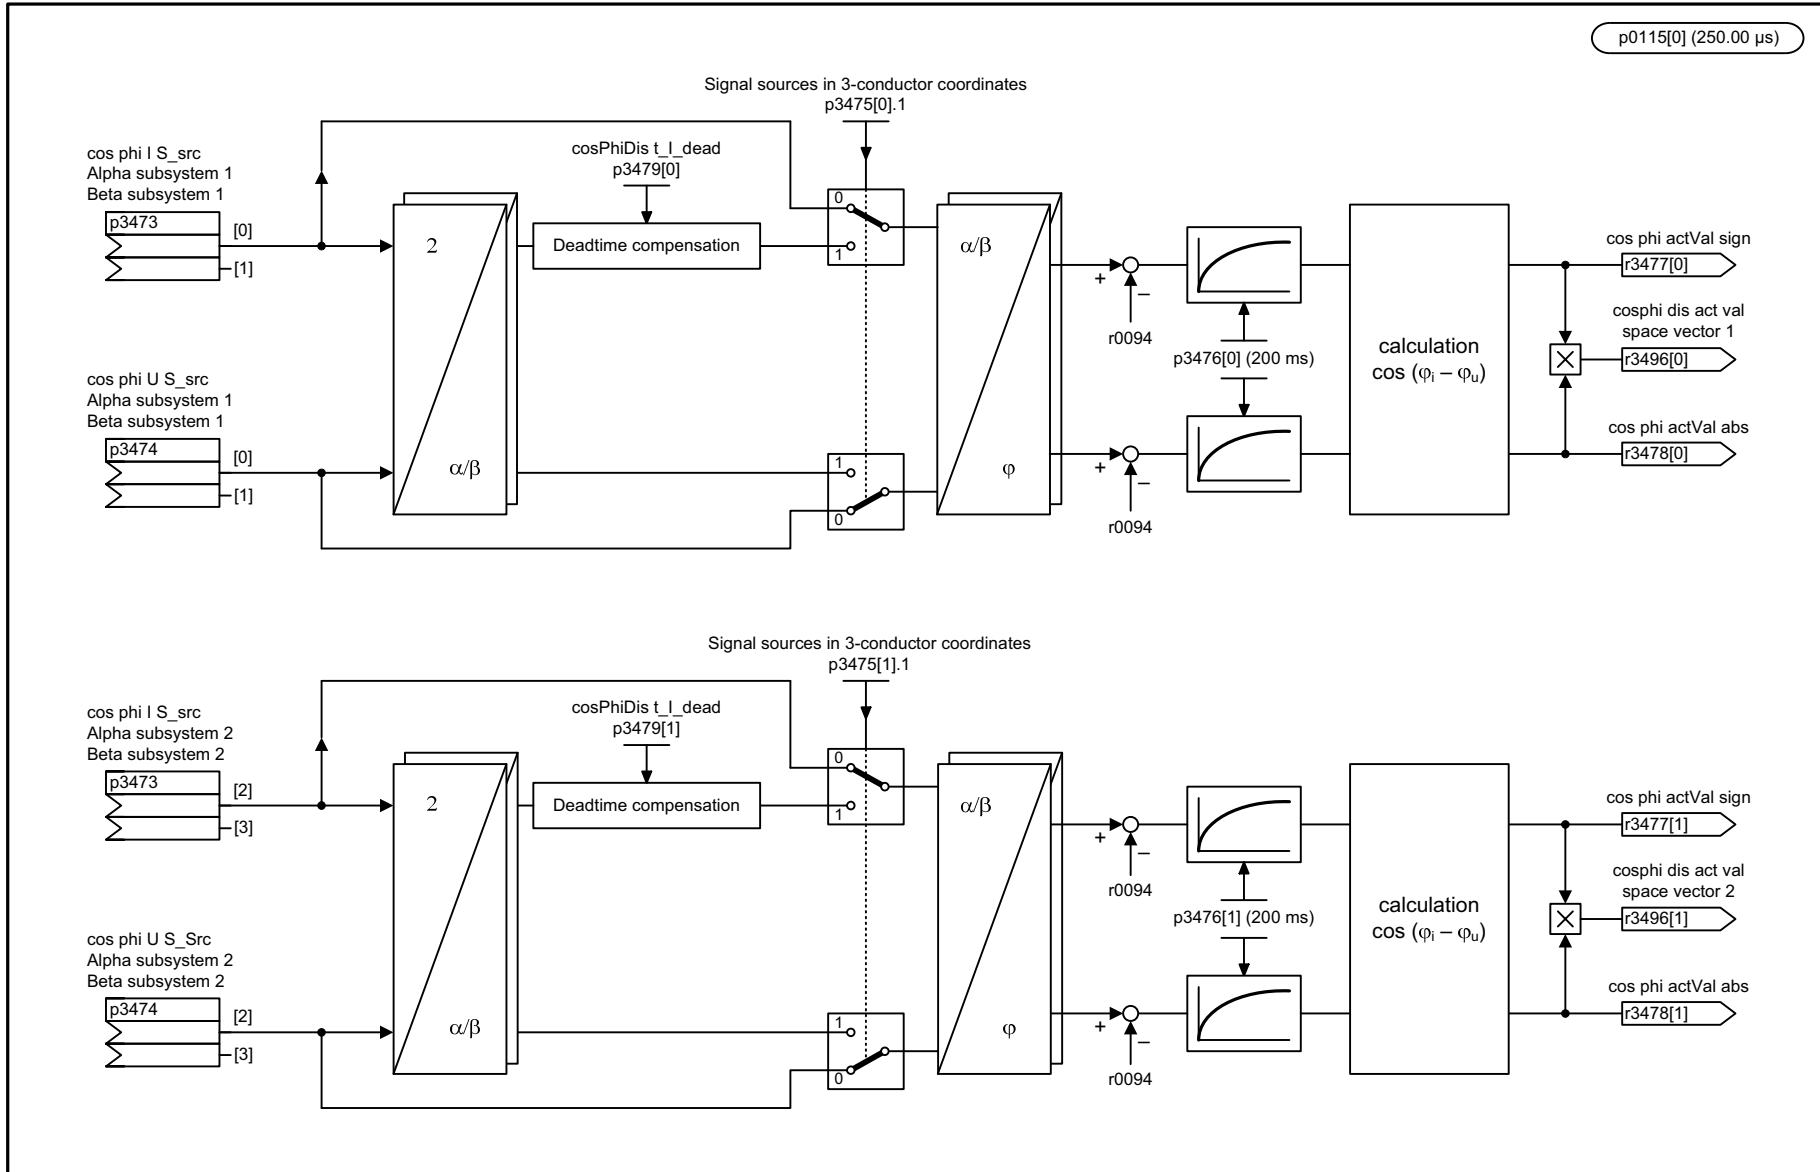 p0115[0] (250.00 µs)
Signal sources in 3-conductor coordinates
p3475[0].1
cos phi I S_src
Alpha subsystem 1
Beta subsystem 1
p3473
[0]
[1]
cosPhiDis t_I_dead
p3479[0]
2
α/β
Deadtime compensation
0
1
α/β
φ
+
–
r0094
p3476[0] (200 ms)
calculation
cos (φi – φu)
cos phi actVal sign
r3477[0]
cosphi dis act val
space vector 1
r3496[0]
cos phi U S_src
Alpha subsystem 1
Beta subsystem 1
p3474
[0]
[1]
1
0
+
–
r0094
cos phi actVal abs
r3478[0]
Signal sources in 3-conductor coordinates
p3475[1].1
cos phi I S_src
Alpha subsystem 2
Beta subsystem 2
p3473
[2]
[3]
cosPhiDis t_I_dead
p3479[1]
2
α/β
Deadtime compensation
0
1
α/β
φ
+
–
r0094
p3476[1] (200 ms)
calculation
cos (φi – φu)
cos phi actVal sign
r3477[1]
cosphi dis act val
space vector 2
r3496[1]
cos phi U S_Src
Alpha subsystem 2
Beta subsystem 2
p3474
[2]
[3]
1
0
+
–
r0094
cos phi actVal abs
r3478[1]